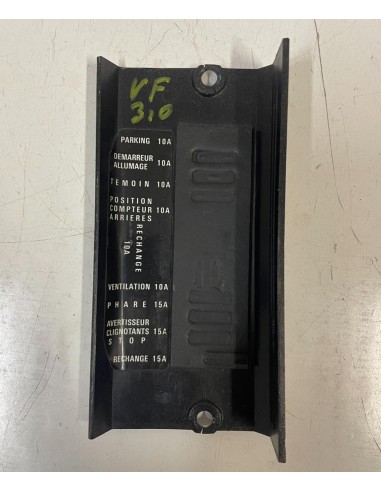 VF
3,0
PARKING 10A
DEMARREUR
ALLUMAGE 10A
TEMOIN 10A
POSITION
COMPTEUR 10A
ARRIERES
RECHANGE
10A
VENTILATION 10A
PHARE 15A
AVERTISSEUR
CLIGNOTANTS 15A
STOP
RECHANGE 15A